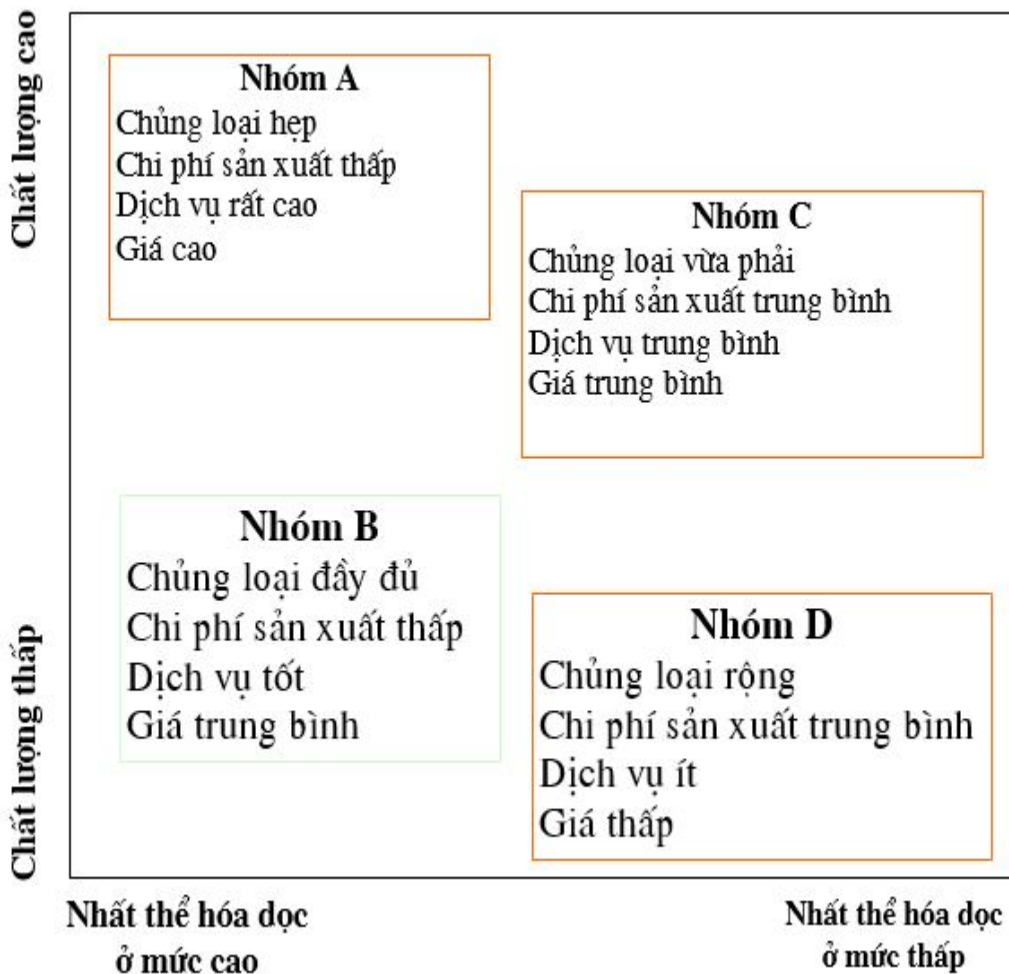 Chất lượng cao
Nhóm A
Chủng loại hẹp
Chi phí sản xuất thấp
Dịch vụ rất cao
Giá cao
Nhóm C
Chủng loại vừa phải
Chi phí sản xuất trung bình
Dịch vụ trung bình
Giá trung bình
Chất lượng thấp
Nhóm B
Chủng loại đầy đủ
Chi phí sản xuất thấp
Dịch vụ tốt
Giá trung bình
Nhóm D
Chủng loại rộng
Chi phí sản xuất trung bình
Dịch vụ ít
Giá thấp
Nhất thể hóa dọc
ở mức cao
Nhất thể hóa dọc
ở mức thấp